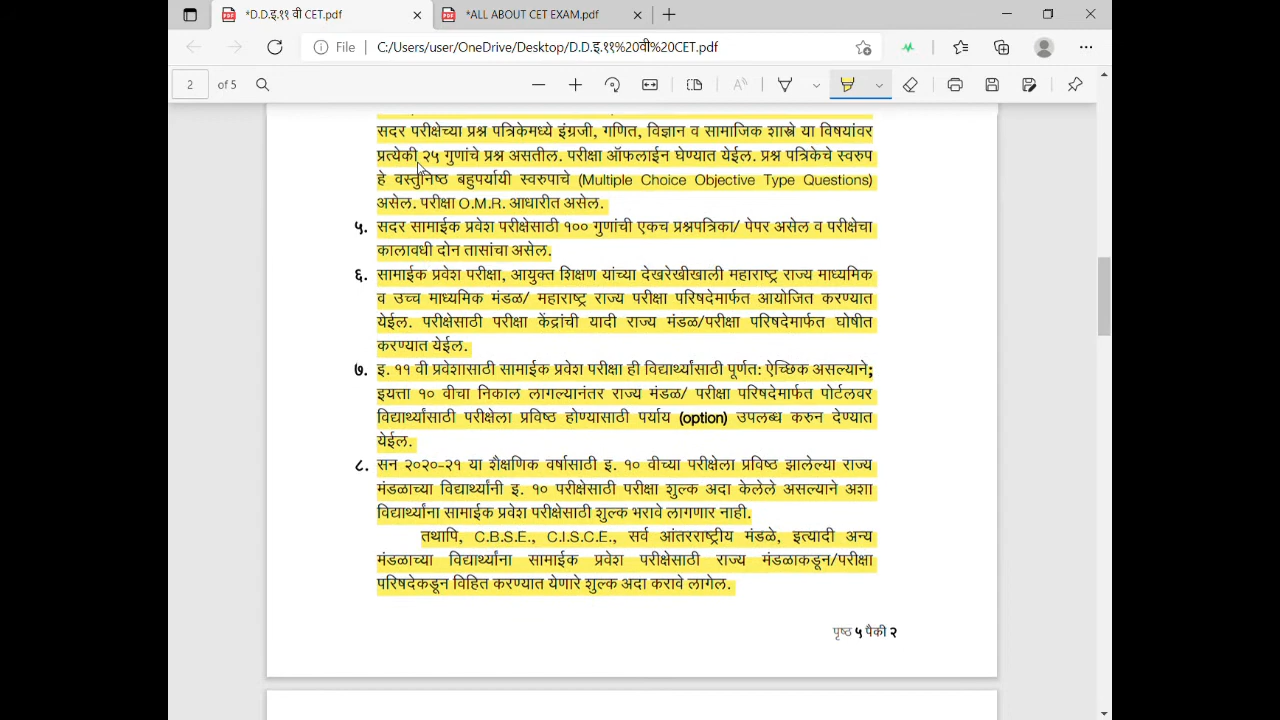 *D.D.इ.११ वी CET.pdf
*ALL ABOUT CET EXAM.pdf
File C:/Users/user/OneDrive/Desktop/D.D.इ.११%20वी%20CET.pdf
2 of 5
सदर परीक्षेच्या प्रश्न पत्रिकेमध्ये इंग्रजी, गणित, विज्ञान व सामाजिक शास्त्रे या विषयांवर
प्रत्येकी २५ गुणांचे प्रश्न असतील. परीक्षा ऑफलाईन घेण्यात येईल. प्रश्न पत्रिकेचे स्वरुप
हे वस्तुनिष्ठ बहुपर्यायी स्वरुपाचे (Multiple Choice Objective Type Questions)
असेल. परीक्षा O.M.R. आधारीत असेल.
५. सदर सामाईक प्रवेश परीक्षेसाठी १०० गुणांची एकच प्रश्नपत्रिका/ पेपर असेल व परीक्षेचा
कालावधी दोन तासांचा असेल.
६. सामाईक प्रवेश परीक्षा, आयुक्त शिक्षण यांच्या देखरेखीखाली महाराष्ट्र राज्य माध्यमिक
व उच्च माध्यमिक मंडळ/ महाराष्ट्र राज्य परीक्षा परिषदेमार्फत आयोजित करण्यात
येईल. परीक्षेसाठी परीक्षा केंद्रांची यादी राज्य मंडळ/परीक्षा परिषदेमार्फत घोषीत
करण्यात येईल.
७. इ. ११ वी प्रवेशासाठी सामाईक प्रवेश परीक्षा ही विद्यार्थ्यांसाठी पूर्णत: ऐच्छिक असल्याने;
इयत्ता १० वीचा निकाल लागल्यानंतर राज्य मंडळ/ परीक्षा परिषदेमार्फत पोर्टलवर
विद्यार्थ्यांसाठी परीक्षेला प्रविष्ठ होण्यासाठी पर्याय (option) उपलब्ध करुन देण्यात
येईल.
८. सन २०२०-२१ या शैक्षणिक वर्षासाठी इ. १० वीच्या परीक्षेला प्रविष्ठ झालेल्या राज्य
मंडळाच्या विद्यार्थ्यांनी इ. १० परीक्षेसाठी परीक्षा शुल्क अदा केलेले असल्याने अशा
विद्यार्थ्यांना सामाईक प्रवेश परीक्षेसाठी शुल्क भरावे लागणार नाही.
तथापि, C.B.S.E., C.I.S.C.E., सर्व आंतरराष्ट्रीय मंडळे, इत्यादी अन्य
मंडळाच्या विद्यार्थ्यांना सामाईक प्रवेश परीक्षेसाठी राज्य मंडळाकडून/परीक्षा
परिषदेकडून विहित करण्यात येणारे शुल्क अदा करावे लागेल.
पृष्ठ ५ पैकी २